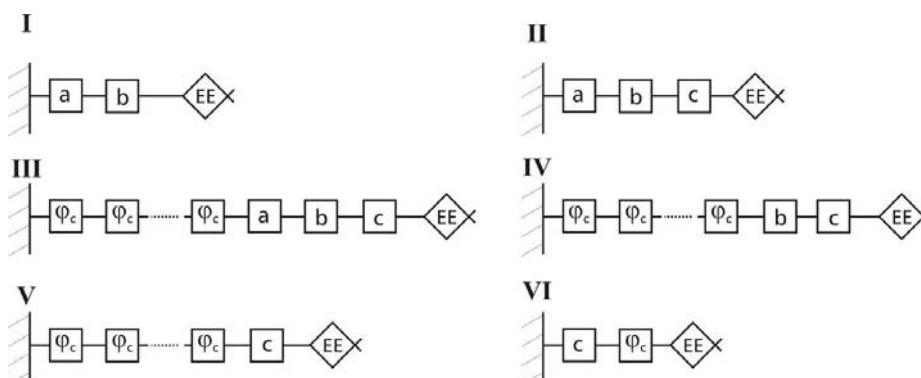 I
a b EE
II
a b c EE
III
φc φc φc a b c EE
IV
φc φc φc b c EE
V
φc φc φc c EE
VI
c φc EE